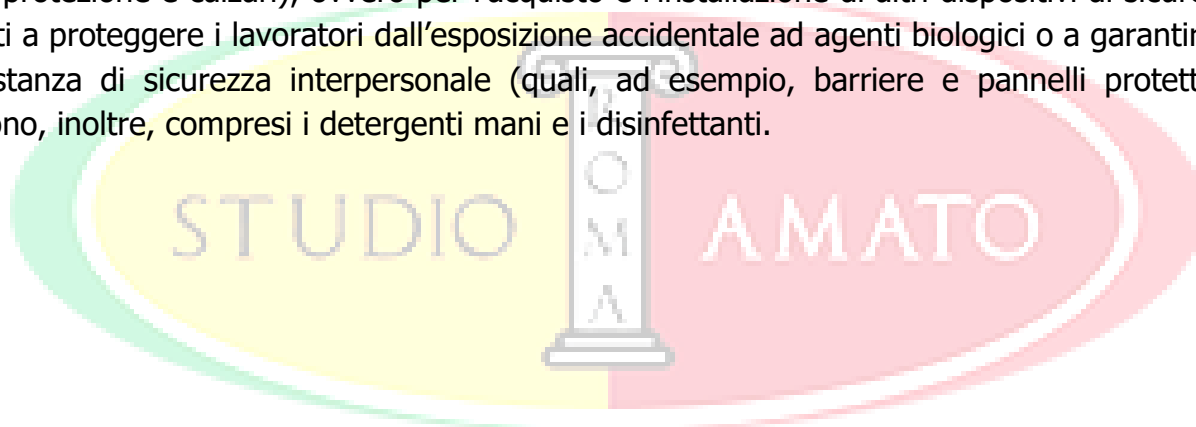 protezione e calzari), ovvero per l'acquisto e l'installazione di altri dispositivi di
ti a proteggere i lavoratori dall'esposizione accidentale ad agenti biologici o a garantir
stanza di sicurezza interpersonale (quali, ad esempio, barriere e pannelli protett
ono, inoltre, compresi i detergenti mani e i disinfettanti.
STUDIO ROMA AMATO